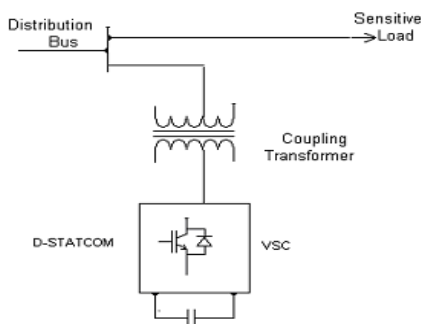 Distribution
Bus
Sensitive
Load
Coupling
Transformer
D-STATCOM
VSC